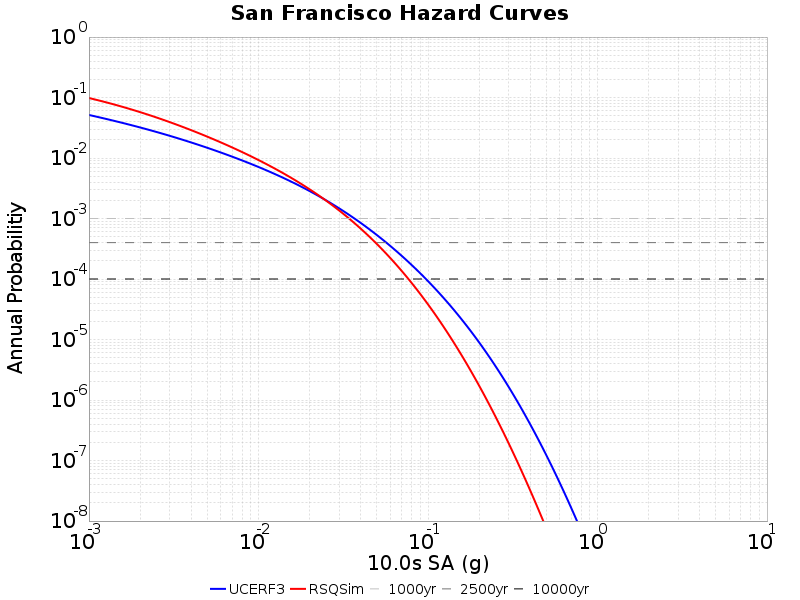 San Francisco Hazard Curves
Annual Probabilitiy
10^0
10^-1
10^-2
10^-3
10^-4
10^-5
10^-6
10^-7
10^-8
10^-3 10^-2 10^-1 10^0 10^1
10.0s SA (g)
UCERF3 RSQSim 1000yr 2500yr 10000yr